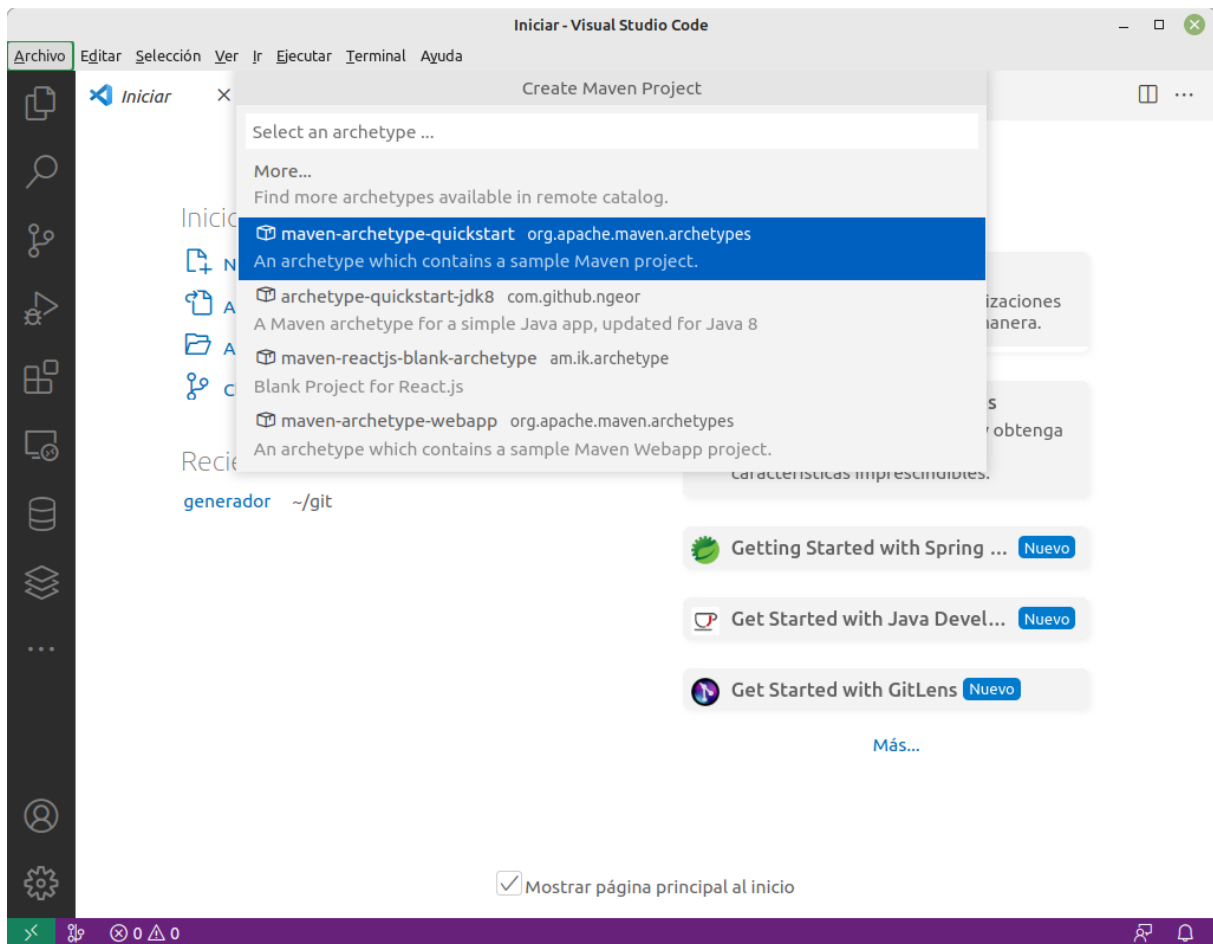 Iniciar - Visual Studio Code
Archivo Editar Selección Ver Ir Ejecutar Terminal Ayuda
Iniciar
Create Maven Project
Select an archetype ...
More...
Find more archetypes available in remote catalog.
maven-archetype-quickstart org.apache.maven.archetypes
An archetype which contains a sample Maven project.
archetype-quickstart-jdk8 com.github.ngeor
A Maven archetype for a simple Java app, updated for Java 8
maven-reactjs-blank-archetype am.ik.archetype
Blank Project for React.js
maven-archetype-webapp org.apache.maven.archetypes
An archetype which contains a sample Maven Webapp project.
obtenga
características imprescindibles.
generador ~/git
Getting Started with Spring ... Nuevo
Get Started with Java Devel... Nuevo
Get Started with GitLens Nuevo
Más...
Mostrar página principal al inicio
0 0